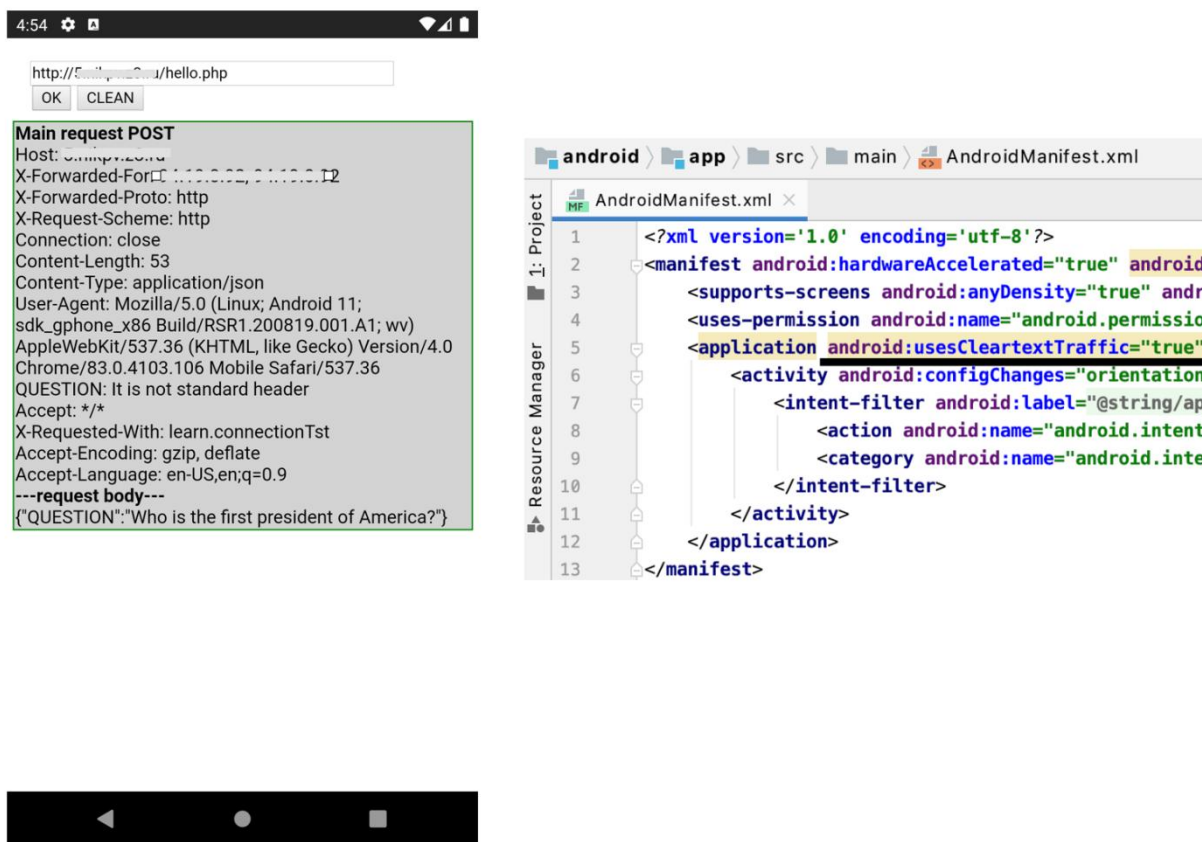 4:54
http:// /hello.php
OK CLEAN
Main request POST
Host:
X-Forwarded-For:
X-Forwarded-Proto: http
X-Request-Scheme: http
Connection: close
Content-Length: 53
Content-Type: application/json
User-Agent: Mozilla/5.0 (Linux; Android 11;
sdk_gphone_x86 Build/RSR1.200819.001.A1; wv)
AppleWebKit/537.36 (KHTML, like Gecko) Version/4.0
Chrome/83.0.4103.106 Mobile Safari/537.36
QUESTION: It is not standard header
Accept: */*
X-Requested-With: learn.connectionTst
Accept-Encoding: gzip, deflate
Accept-Language: en-US,en;q=0.9
---request body---
{"QUESTION":"Who is the first president of America?"}
android app src main AndroidManifest.xml
1: Project
Resource Manager
MF AndroidManifest.xml
1 <?xml version='1.0' encoding='utf-8'?>
2 <manifest android:hardwareAccelerated="true" android
3 <supports-screens android:anyDensity="true" andr
4 <uses-permission android:name="android.permissio
5 <application android:usesCleartextTraffic="true"
6 <activity android:configChanges="orientation
7 <intent-filter android:label="@string/ap
8 <action android:name="android.intent
9 <category android:name="android.inte
10 </intent-filter>
11 </activity>
12 </application>
13 </manifest>